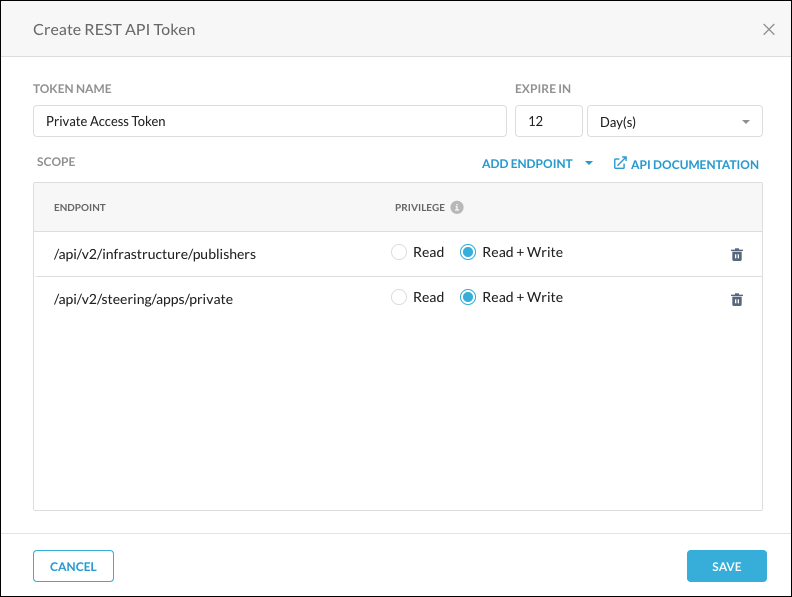 Create REST API Token
TOKEN NAME EXPIRE IN
Private Access Token 12 Day(s)
SCOPE ADD ENDPOINT API DOCUMENTATION
ENDPOINT PRIVILEGE
/api/v2/infrastructure/publishers Read Read + Write
/api/v2/steering/apps/private Read Read + Write
CANCEL SAVE